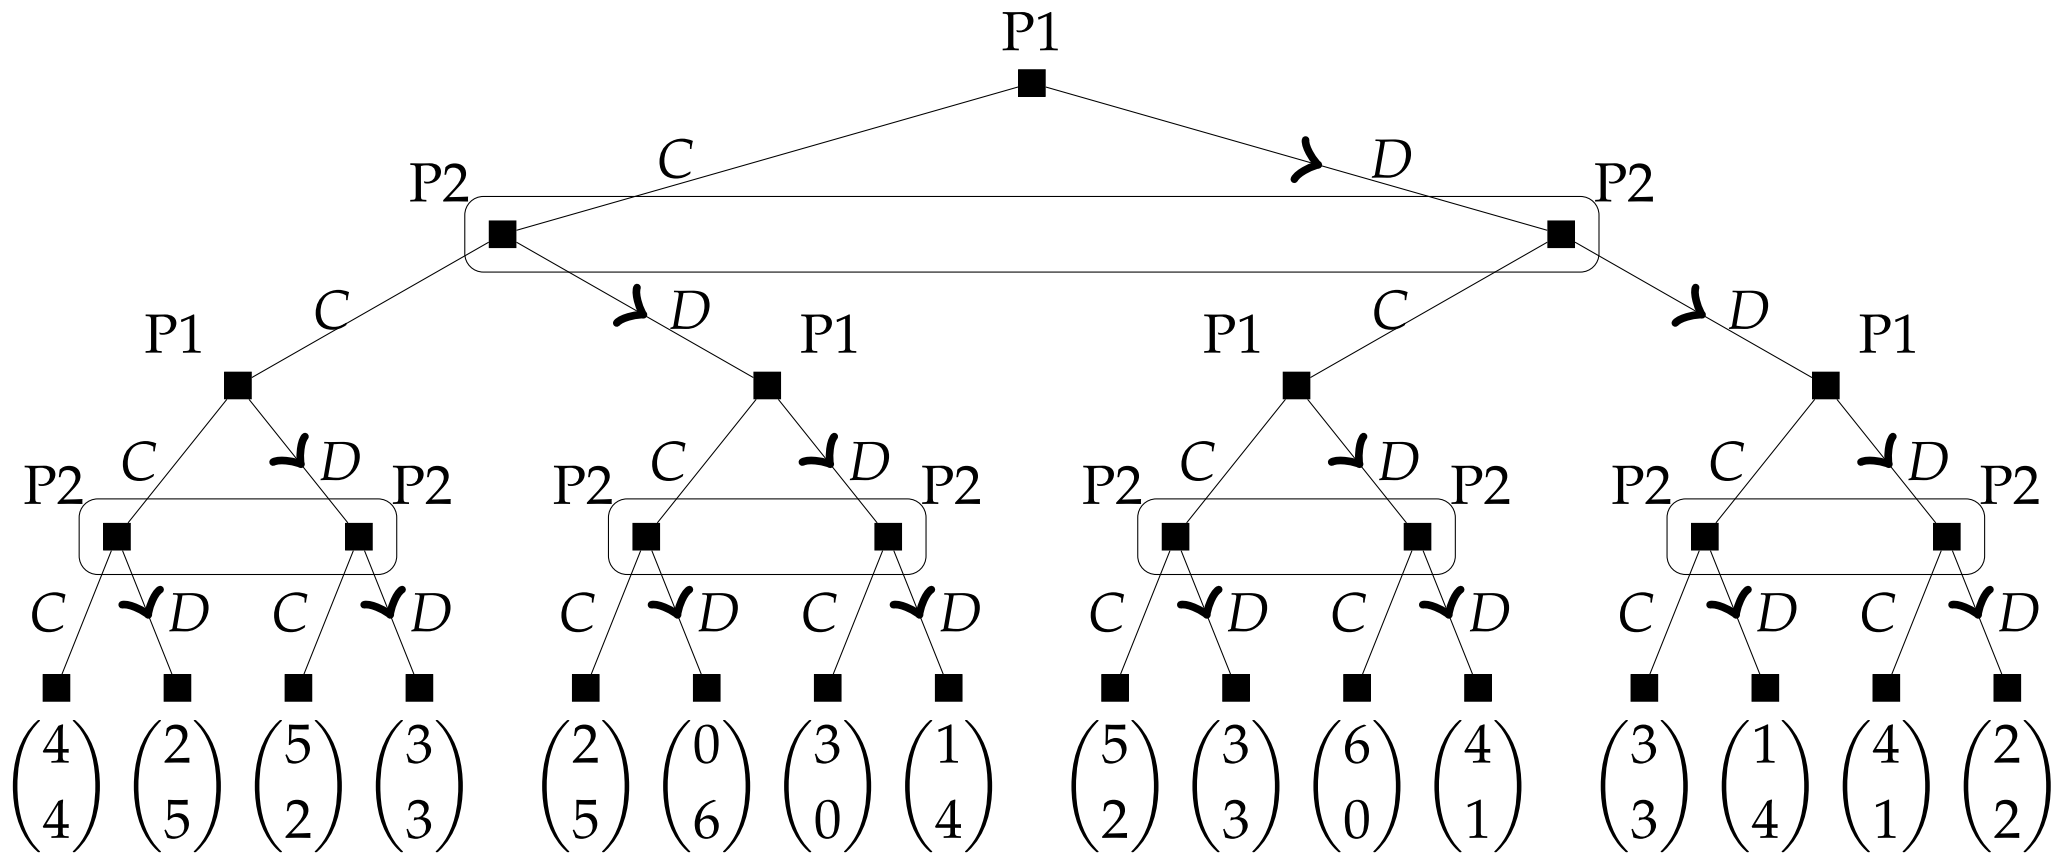 P1
C D
P2 P2
C D C D
P1 P1 P1 P1
C D C D C D C D
P2 P2 P2 P2 P2 P2 P2 P2
C D C D C D C D C D C D C D C D
(4 (2 (5 (3 (2 (0 (3 (1 (5 (3 (6 (4 (3 (1 (4 (2
4) 5) 2) 3) 5) 6) 0) 4) 2) 3) 0) 1) 3) 4) 1) 2)